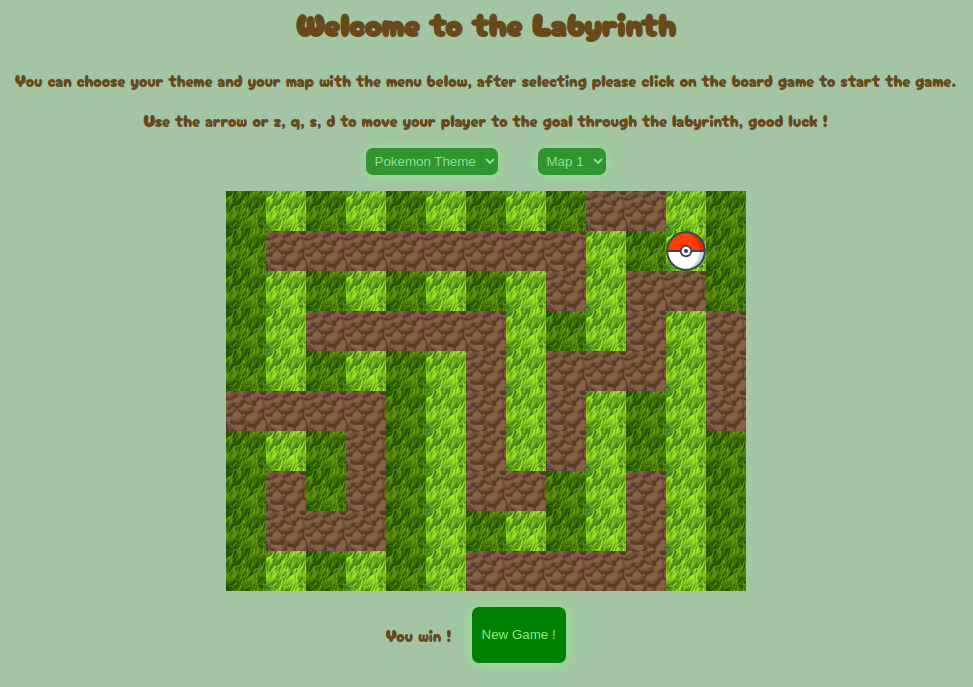 Welcome to the Labyrinth
You can choose your theme and your map with the menu below, after selecting please click on the board game to start the game.
Use the arrow or z, q, s, d to move your player to the goal through the labyrinth, good luck !
Pokemon Theme Map 1
You win ! New Game !